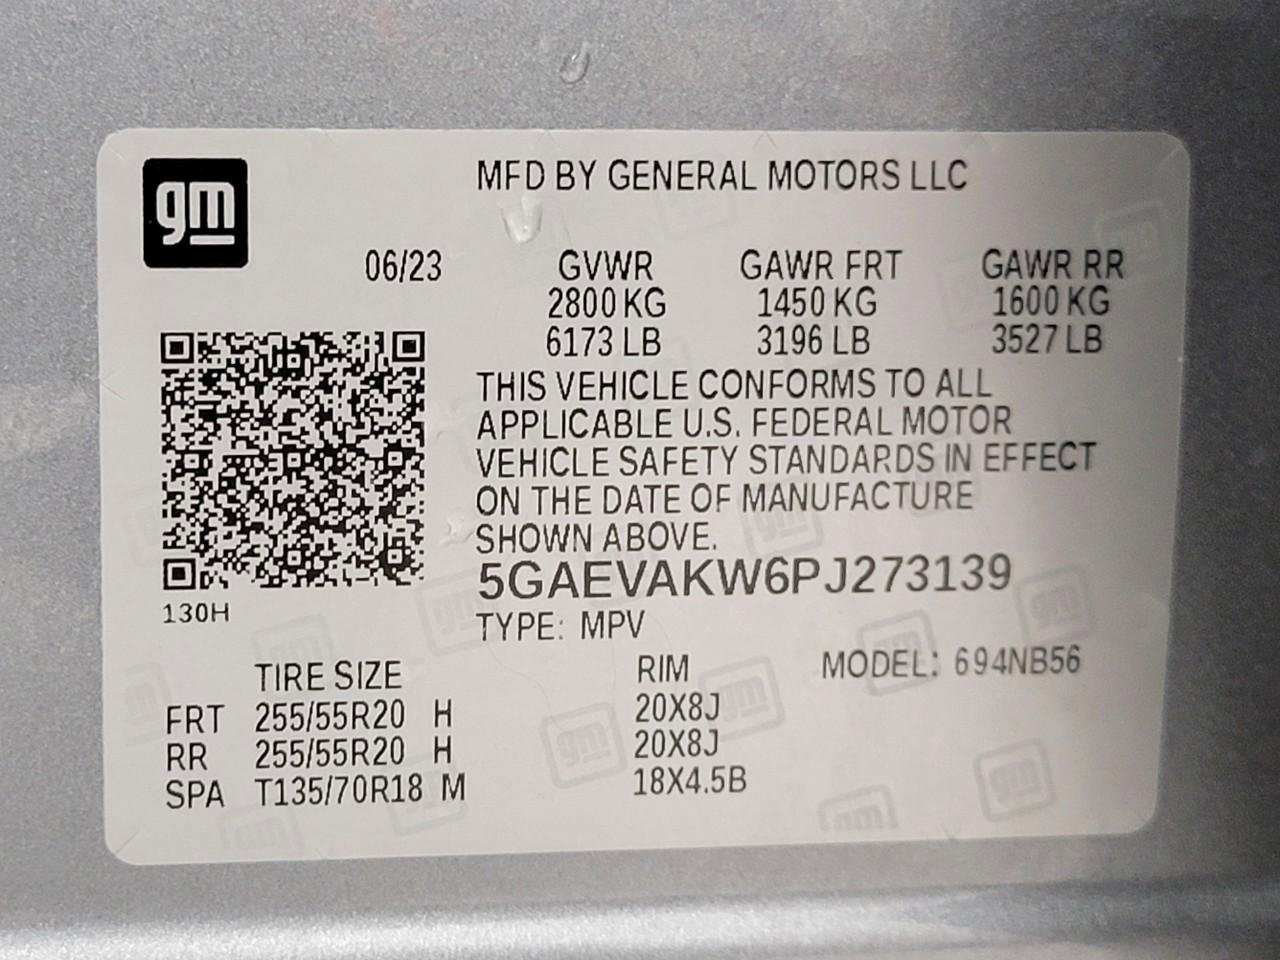 gm
MFD BY GENERAL MOTORS LLC
06/23 GVWR GAWR FRT GAWR RR
2800 KG 1450 KG 1600 KG
6173 LB 3196 LB 3527 LB
THIS VEHICLE CONFORMS TO ALL
APPLICABLE U.S. FEDERAL MOTOR
VEHICLE SAFETY STANDARDS IN EFFECT
ON THE DATE OF MANUFACTURE
SHOWN ABOVE.
5GAEVAKW6PJ273139
130H
TYPE: MPV
TIRE SIZE RIM MODEL: 694NB56
FRT 255/55R20 H 20X8J
RR 255/55R20 H 20X8J
SPA T135/70R18 M 18X4.5B